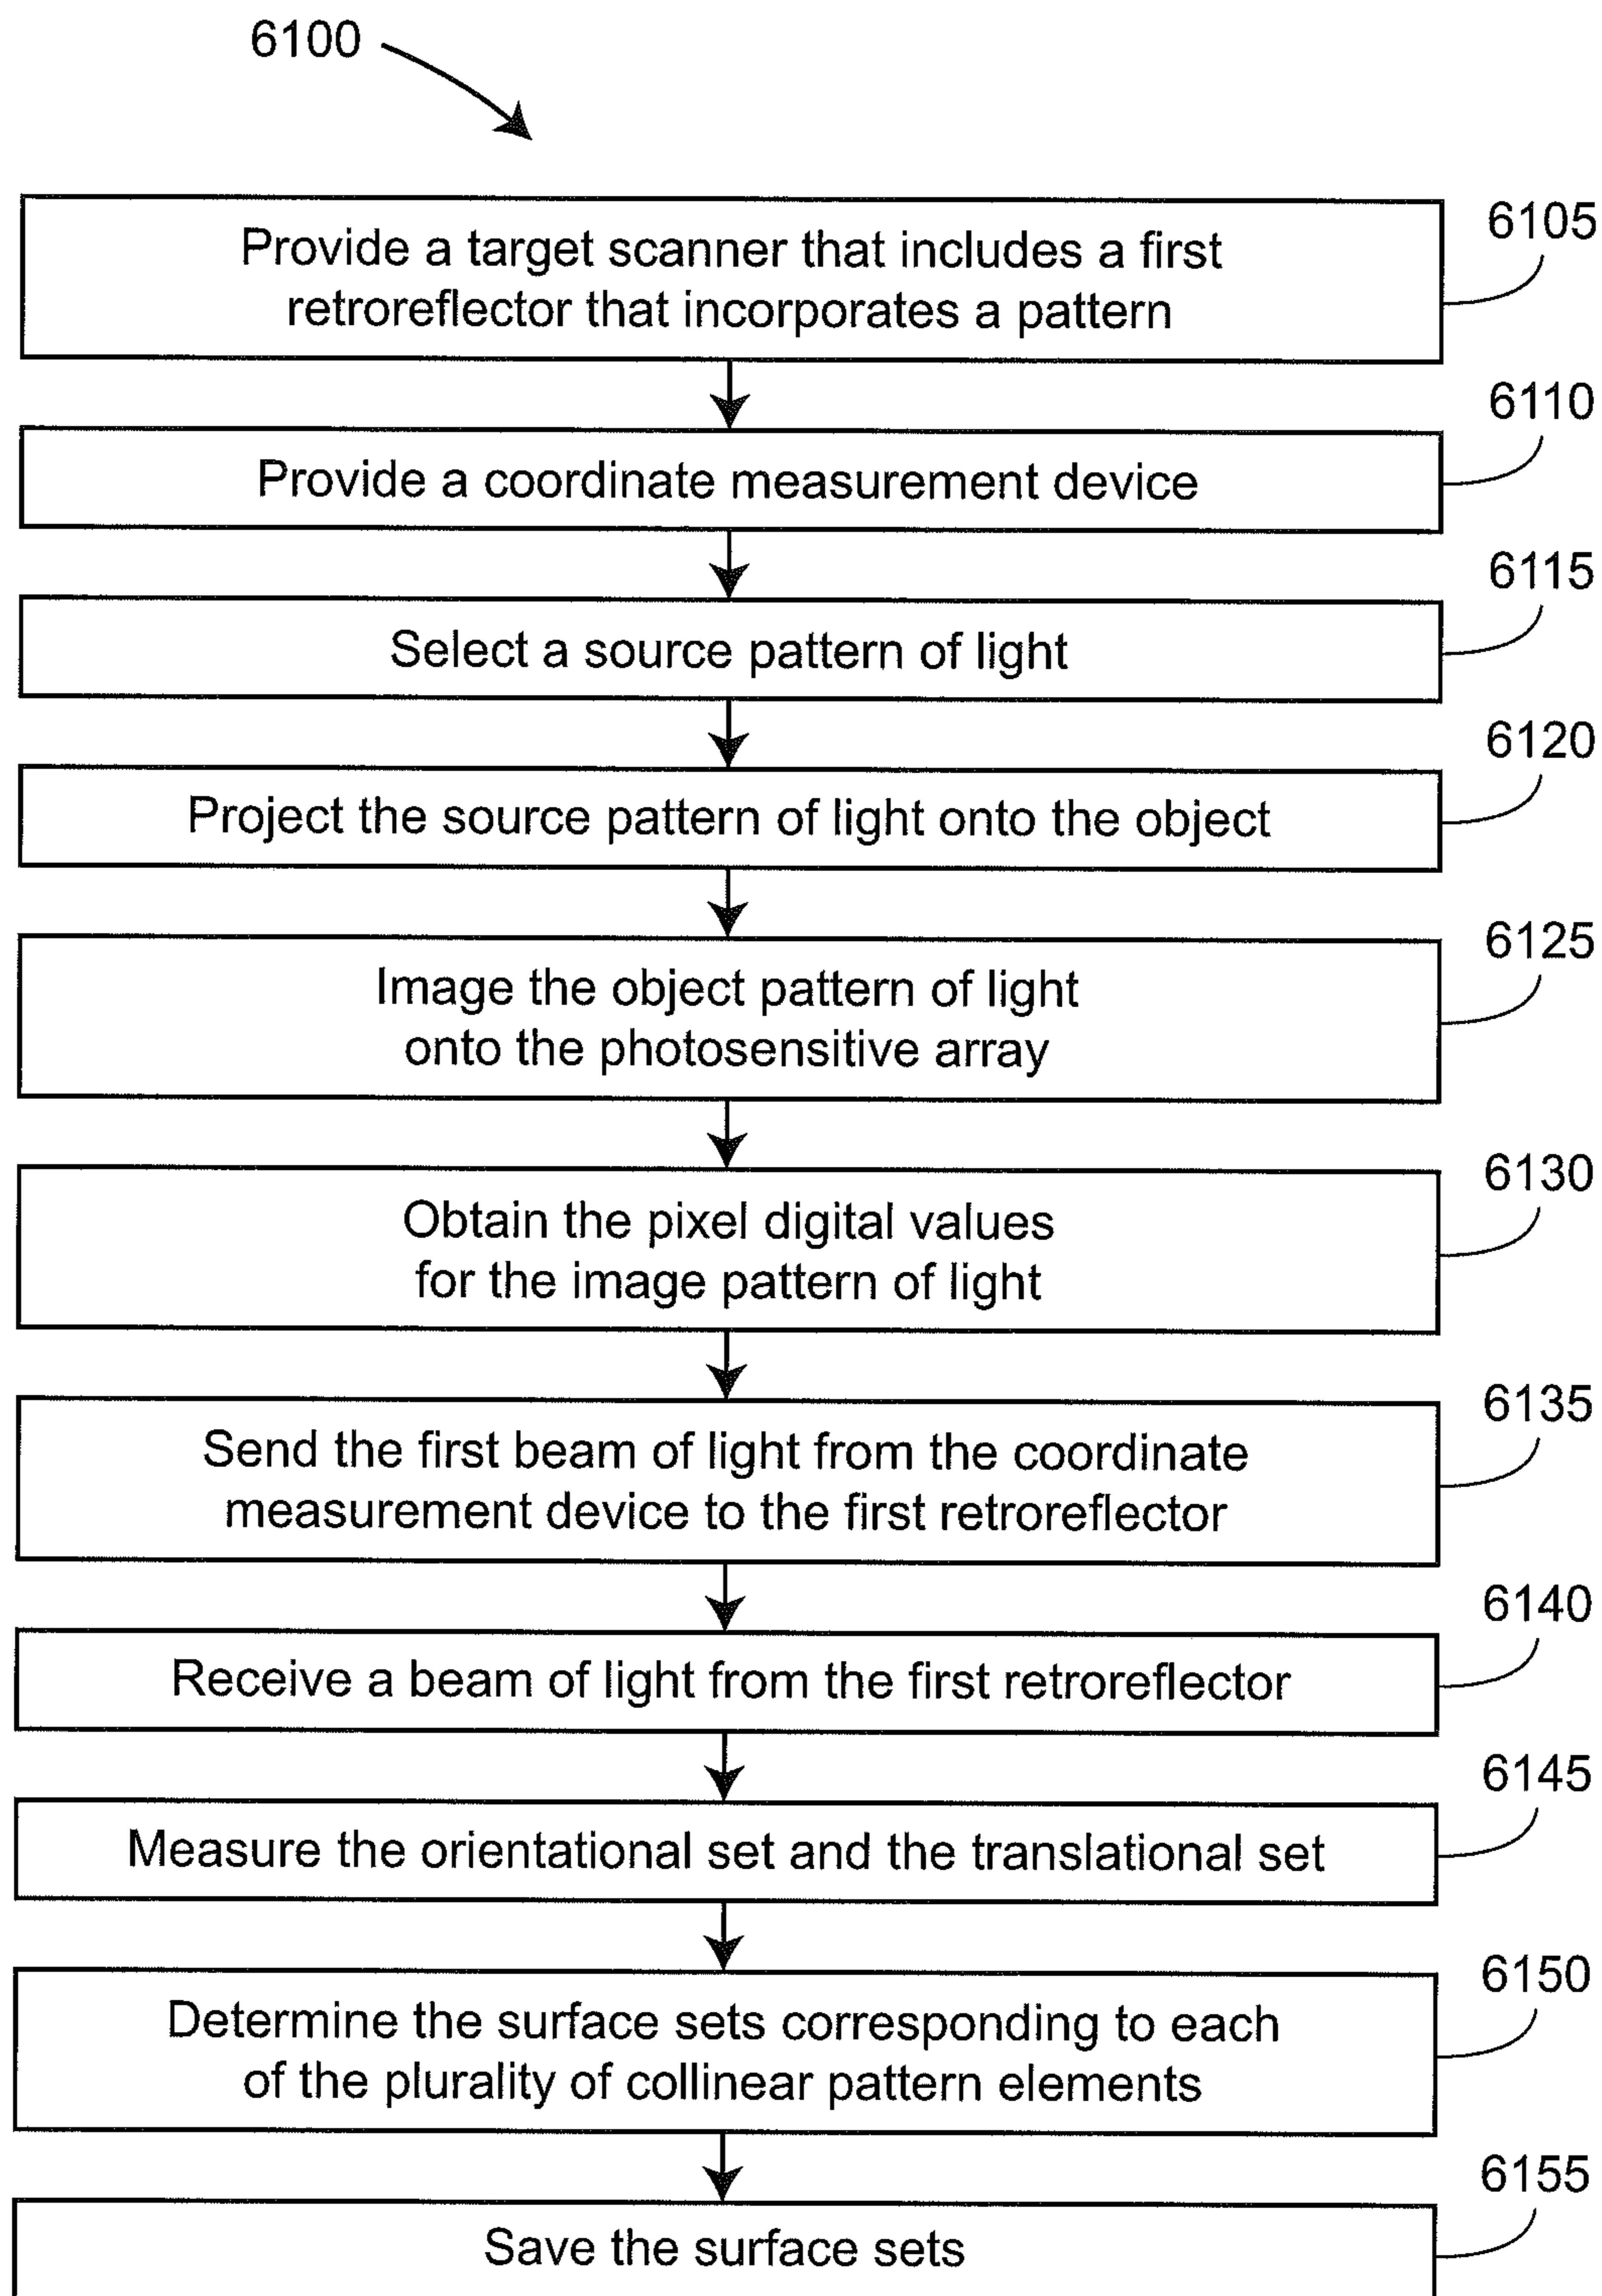 6100
Provide a target scanner that includes a first
retroreflector that incorporates a pattern
6105
Provide a coordinate measurement device
6110
Select a source pattern of light
6115
Project the source pattern of light onto the object
6120
Image the object pattern of light
onto the photosensitive array
6125
Obtain the pixel digital values
for the image pattern of light
6130
Send the first beam of light from the coordinate
measurement device to the first retroreflector
6135
Receive a beam of light from the first retroreflector
6140
Measure the orientational set and the translational set
6145
Determine the surface sets corresponding to each
of the plurality of collinear pattern elements
6150
Save the surface sets
6155